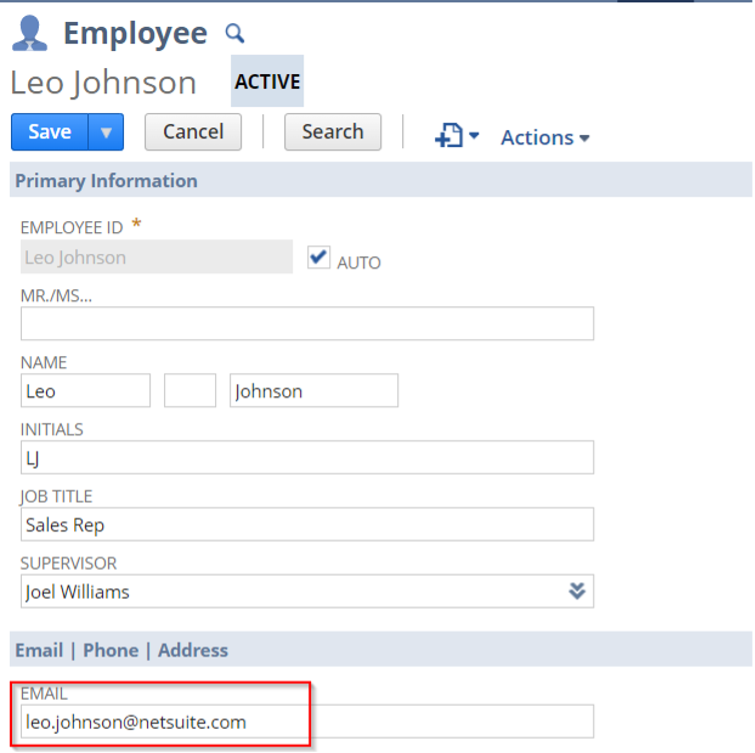 Employee
Leo Johnson ACTIVE
Save Cancel Search Actions
Primary Information
EMPLOYEE ID *
Leo Johnson AUTO
MR./MS...
NAME
Leo Johnson
INITIALS
LJ
JOB TITLE
Sales Rep
SUPERVISOR
Joel Williams
Email | Phone | Address
EMAIL
leo.johnson@netsuite.com